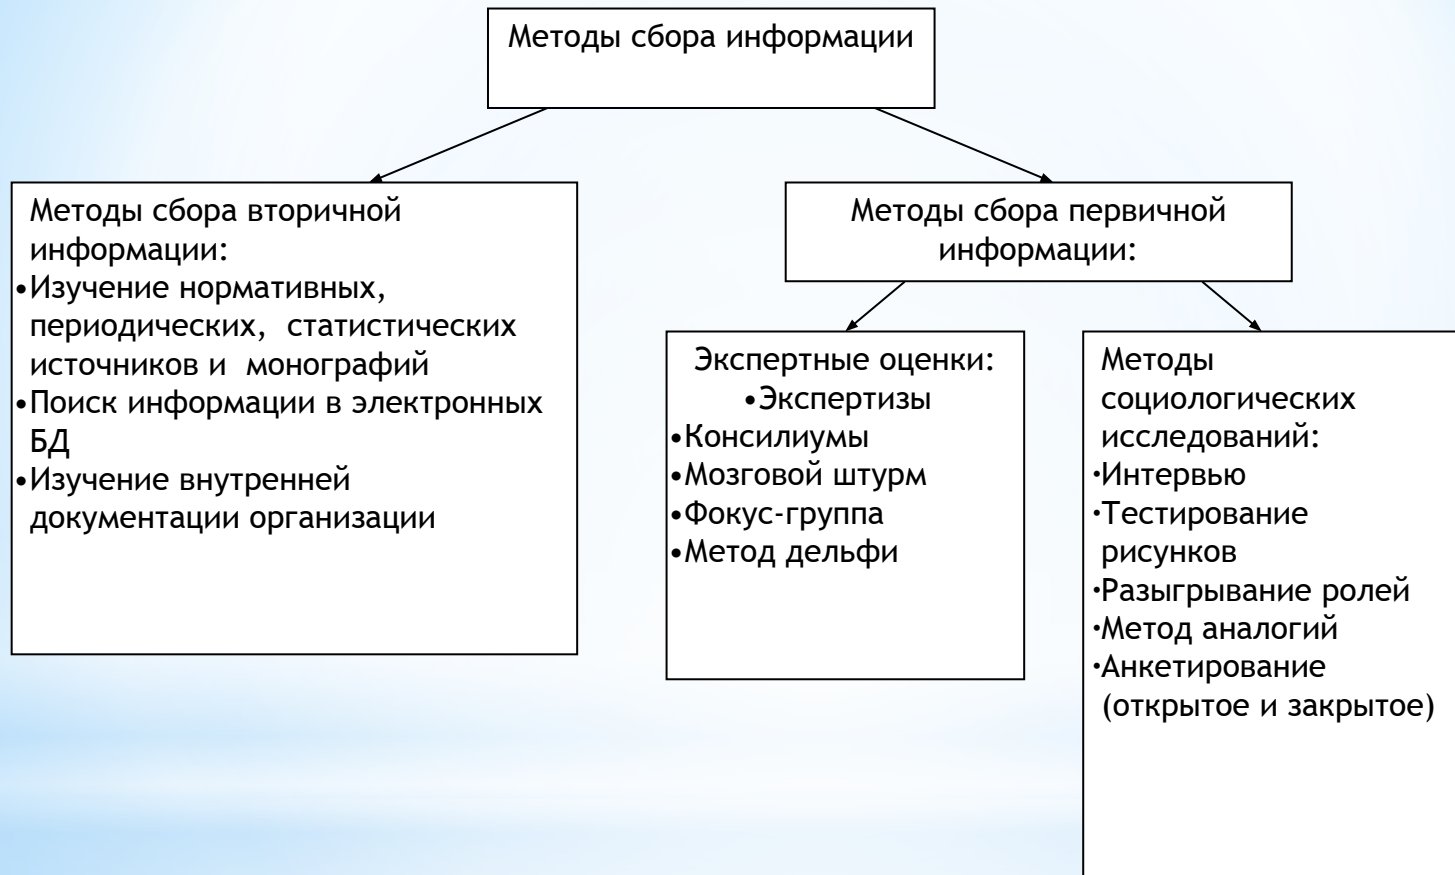 Методы сбора информации
Методы сбора вторичной
информации:
•Изучение нормативных,
периодических, статистических
источников и монографий
•Поиск информации в электронных
БД
•Изучение внутренней
документации организации
Методы сбора первичной
информации:
Экспертные оценки:
•Экспертизы
•Консилиумы
•Мозговой штурм
•Фокус-группа
•Метод дельфи
Методы
социологических
исследований:
·Интервью
·Тестирование
рисунков
·Разыгрывание ролей
·Метод аналогий
·Анкетирование
(открытое и закрытое)